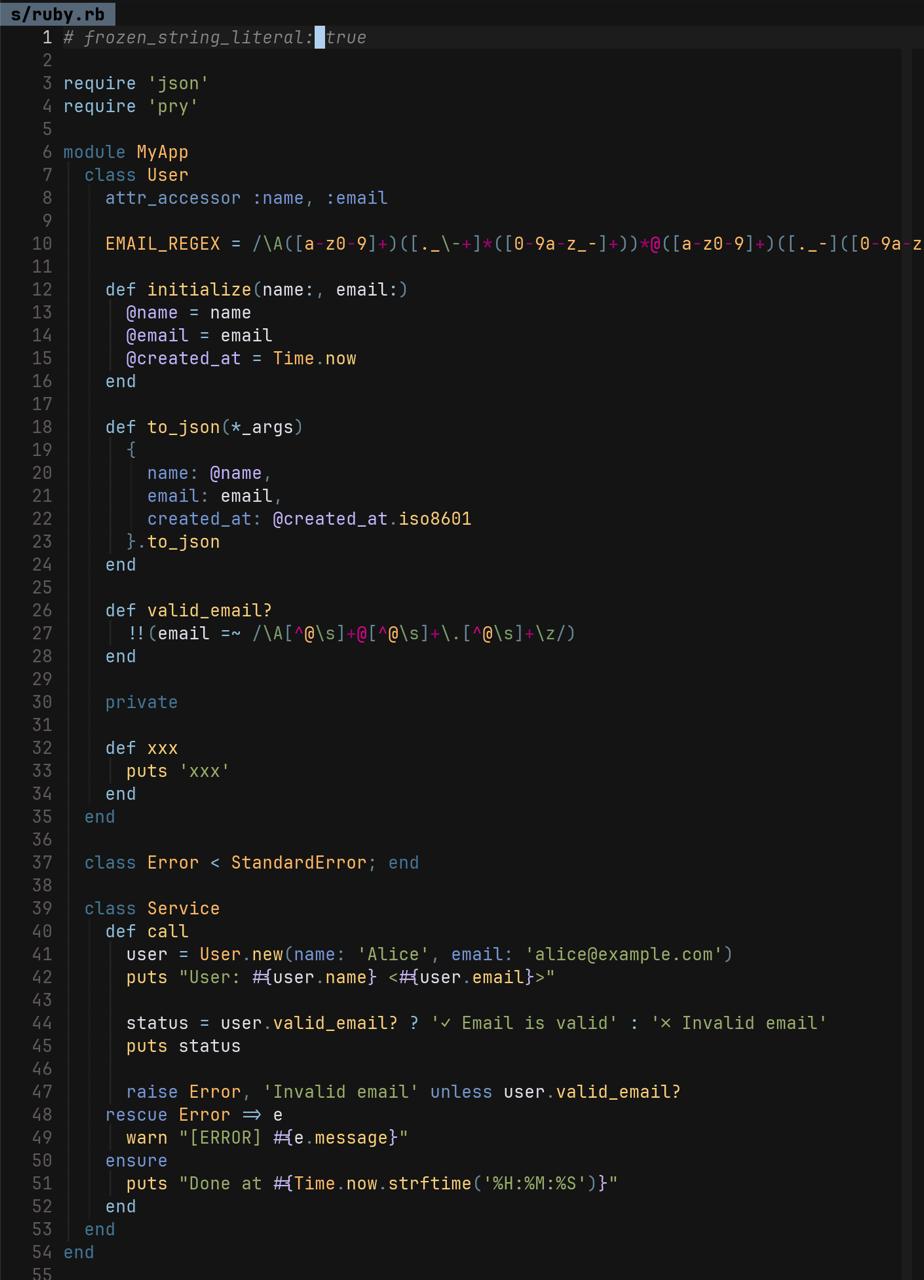 s/ruby.rb
1 # frozen_string_literal: true
2
3 require 'json'
4 require 'pry'
5
6 module MyApp
7   class User
8     attr_accessor :name, :email
9
10     EMAIL_REGEX = /\A([a-z0-9]+)([._\-+]*([0-9a-z_-]+))*@([a-z0-9]+)([._-]([0-9a-z
11
12     def initialize(name:, email:)
13       @name = name
14       @email = email
15       @created_at = Time.now
16     end
17
18     def to_json(*_args)
19       {
20         name: @name,
21         email: email,
22         created_at: @created_at.iso8601
23       }.to_json
24     end
25
26     def valid_email?
27       !!(email =~ /\A[^@\s]+@[^@\s]+\.[^@\s]+\z/)
28     end
29
30     private
31
32     def xxx
33       puts 'xxx'
34     end
35   end
36
37   class Error < StandardError; end
38
39   class Service
40     def call
41       user = User.new(name: 'Alice', email: 'alice@example.com')
42       puts "User: #{user.name} <#{user.email}>"
43
44       status = user.valid_email? ? '✓ Email is valid' : '✕ Invalid email'
45       puts status
46
47       raise Error, 'Invalid email' unless user.valid_email?
48     rescue Error => e
49       warn "[ERROR] #{e.message}"
50     ensure
51       puts "Done at #{Time.now.strftime('%H:%M:%S')}"
52     end
53   end
54 end
55